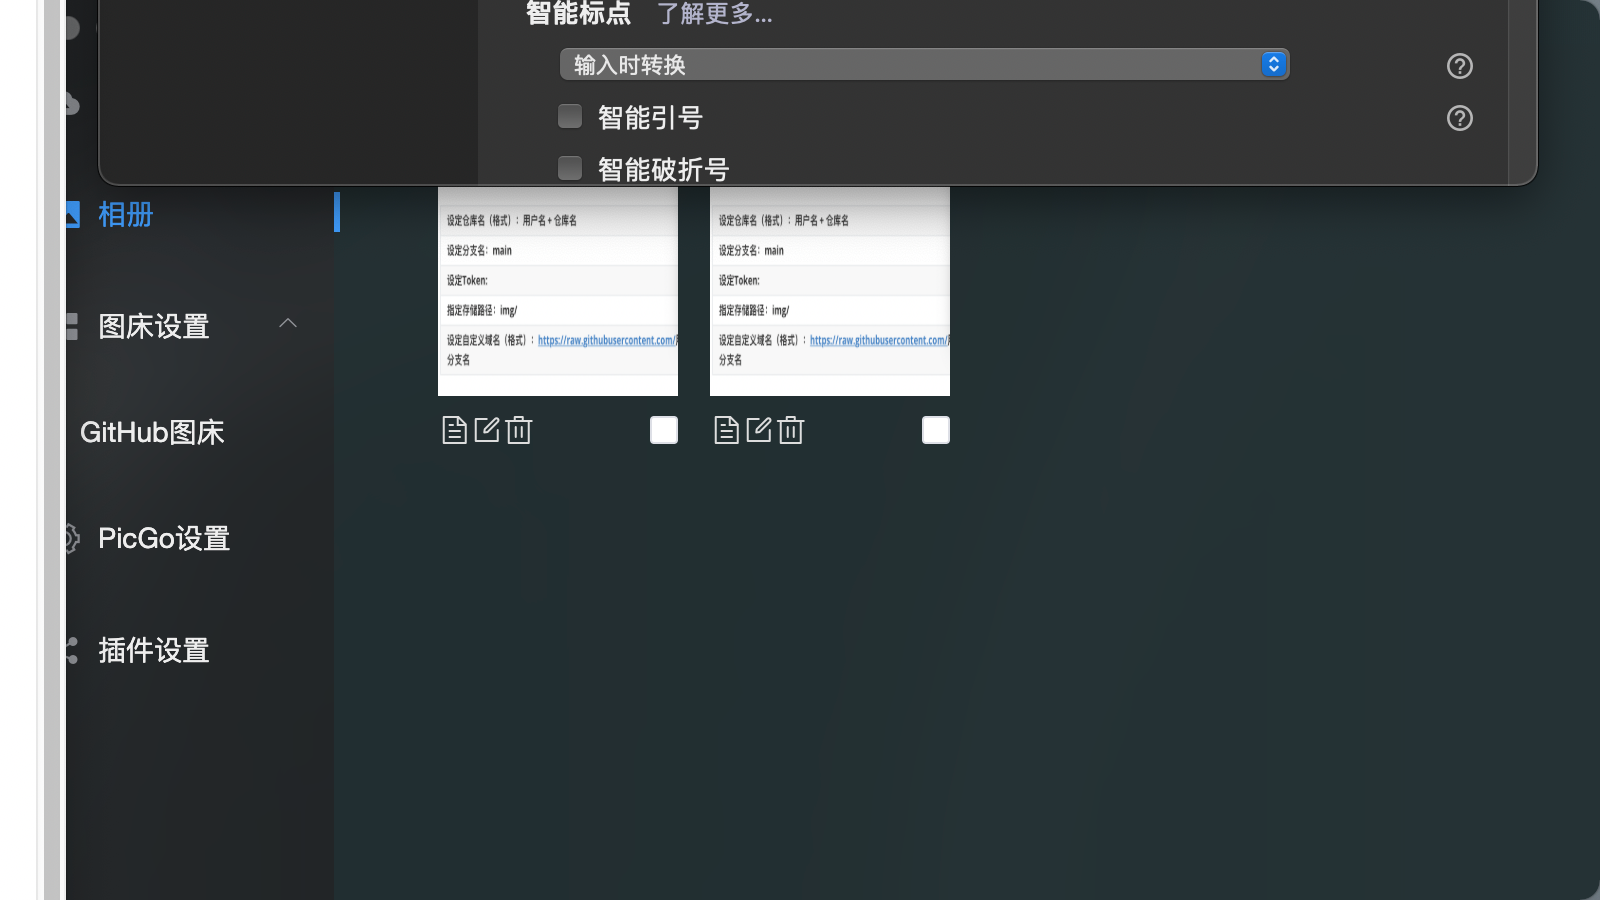 智能标点 了解更多...
输入时转换
智能引号
智能破折号
相册
图床设置
GitHub图床
PicGo设置
插件设置
设定仓库名（格式）：用户名 + 仓库名
设定分支名：main
设定Token:
指定存储路径：img/
设定自定义域名（格式）：https://raw.githubusercontent.com/
分支名
设定仓库名（格式）：用户名 + 仓库名
设定分支名：main
设定Token:
指定存储路径：img/
设定自定义域名（格式）：https://raw.githubusercontent.com/
分支名